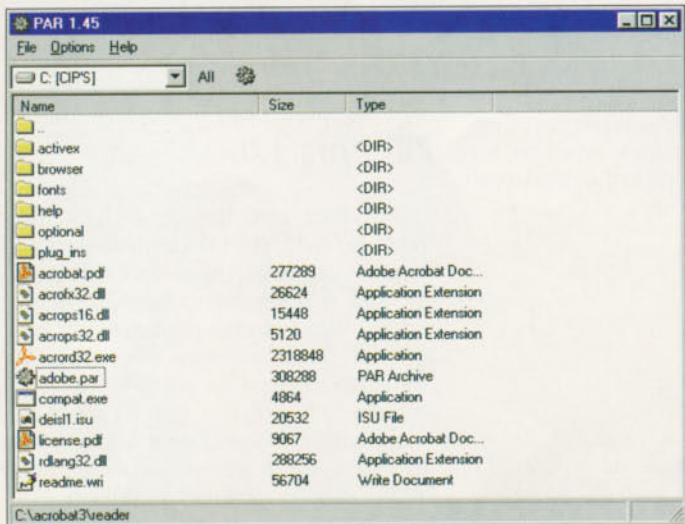 PAR 1.45
File Options Help
C: [CIP'S] All
Name Size Type
..
activex <DIR>
browser <DIR>
fonts <DIR>
help <DIR>
optional <DIR>
plug_ins <DIR>
acrobat.pdf 277289 Adobe Acrobat Doc...
acrofx32.dll 26624 Application Extension
acrops16.dll 15448 Application Extension
acrops32.dll 5120 Application Extension
acrord32.exe 2318848 Application
adobe.par 308288 PAR Archive
compat.exe 4864 Application
deisl1.isu 20532 ISU File
license.pdf 9067 Adobe Acrobat Doc...
rdlang32.dll 288256 Application Extension
readme.wri 56704 Write Document
C:\acrobat3\reader